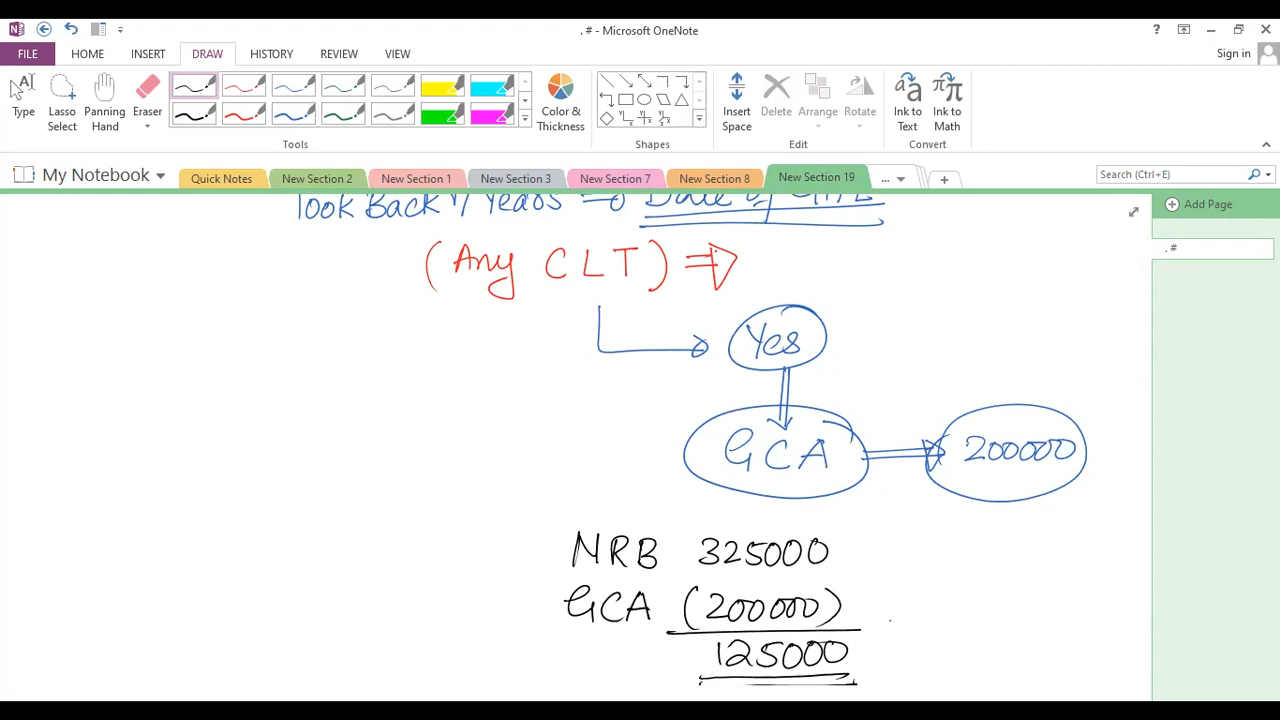 . # - Microsoft OneNote
FILE HOME INSERT DRAW HISTORY REVIEW VIEW
Sign in
Type Lasso Select Panning Hand Eraser Color & Thickness Insert Space Delete Arrange Rotate Ink to Text Ink to Math
Tools Shapes Edit Convert
My Notebook Quick Notes New Section 2 New Section 1 New Section 3 New Section 7 New Section 8 New Section 19 ... Search (Ctrl+E)
Add Page
. #
look Back 7 Years Date of
(Any CLT) ⇒
Yes
GCA 200000
NRB 325000
GCA (200000)
125000